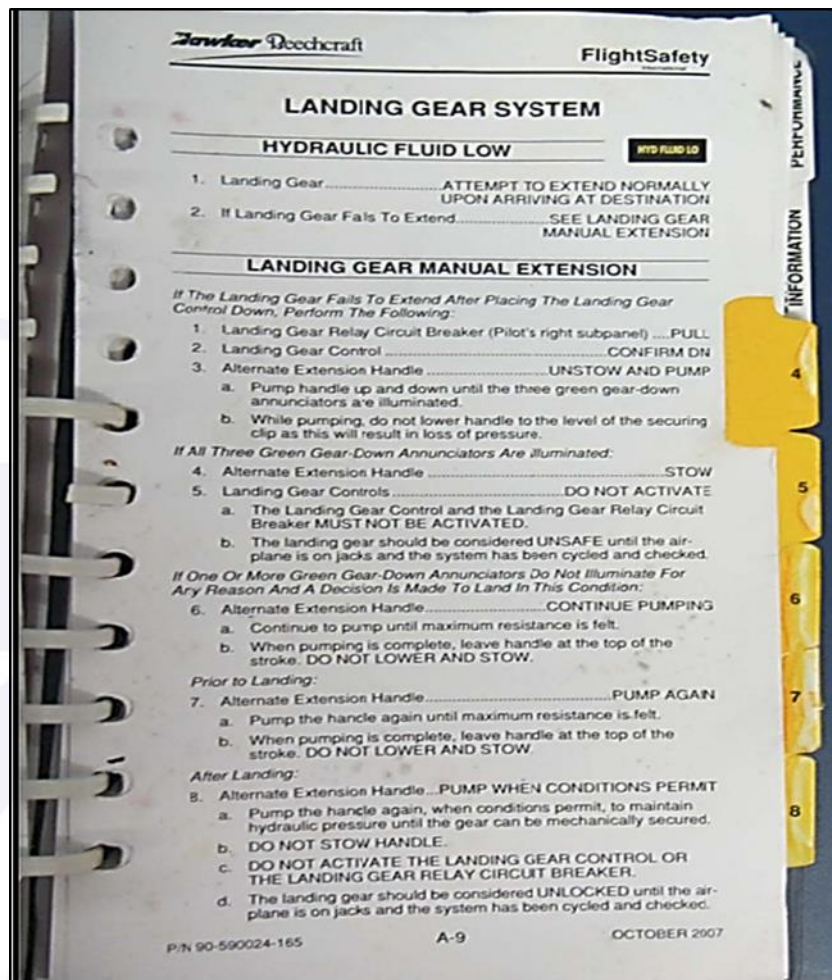 Hawker Beechcraft
FlightSafety
international
LANDING GEAR SYSTEM
HYDRAULIC FLUID LOW
HYD FLUID LO
1. Landing Gear..............................ATTEMPT TO EXTEND NORMALLY
UPON ARRIVING AT DESTINATION
2. If Landing Gear Fails To Extend........................SEE LANDING GEAR
MANUAL EXTENSION
LANDING GEAR MANUAL EXTENSION
If The Landing Gear Fails To Extend After Placing The Landing Gear
Control Down, Perform The Following:
1. Landing Gear Relay Circuit Breaker (Pilot's right subpanel) ....PULL
2. Landing Gear Control ..........................................CONFIRM DN
3. Alternate Extension Handle ..............................UNSTOW AND PUMP
a. Pump handle up and down until the three green gear-down
annunciators are illuminated.
b. While pumping, do not lower handle to the level of the securing
clip as this will result in loss of pressure.
If All Three Green Gear-Down Annunciators Are Illuminated:
4. Alternate Extension Handle ..............................................STOW
5. Landing Gear Controls ..................................DO NOT ACTIVATE
a. The Landing Gear Control and the Landing Gear Relay Circuit
Breaker MUST NOT BE ACTIVATED.
b. The landing gear should be considered UNSAFE until the air-
plane is on jacks and the system has been cycled and checked.
If One Or More Green Gear-Down Annunciators Do Not Illuminate For
Any Reason And A Decision Is Made To Land In This Condition:
6. Alternate Extension Handle..........................CONTINUE PUMPING
a. Continue to pump until maximum resistance is felt.
b. When pumping is complete, leave handle at the top of the
stroke. DO NOT LOWER AND STOW.
Prior to Landing:
7. Alternate Extension Handle......................................PUMP AGAIN
a. Pump the handle again until maximum resistance is felt.
b. When pumping is complete, leave handle at the top of the
stroke. DO NOT LOWER AND STOW.
After Landing:
8. Alternate Extension Handle...PUMP WHEN CONDITIONS PERMIT
a. Pump the handle again, when conditions permit, to maintain
hydraulic pressure until the gear can be mechanically secured.
b. DO NOT STOW HANDLE.
c. DO NOT ACTIVATE THE LANDING GEAR CONTROL OR
THE LANDING GEAR RELAY CIRCUIT BREAKER.
d. The landing gear should be considered UNLOCKED until the air-
plane is on jacks and the system has been cycled and checked.
P/N 90-590024-165
A-9
OCTOBER 2007
PERFORMANCE
INFORMATION
4
5
6
7
8